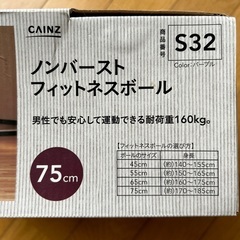 CAINZ
商品番号
S32
Color:パープル
ノンバースト
フィットネスボール
男性でも安心して運動できる耐荷重160kg。
75cm
【フィットネスボールの選び方】
ボールのサイズ 身長
45cm (約)140~155cm
55cm (約)150~165cm
65cm (約)160~175cm
75cm (約)170~185cm